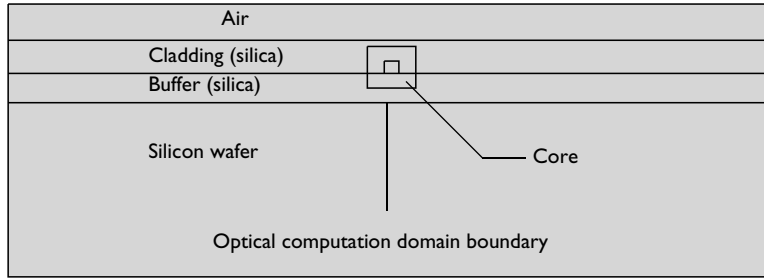 Air
Cladding (silica)
Buffer (silica)
Silicon wafer
Core
Optical computation domain boundary